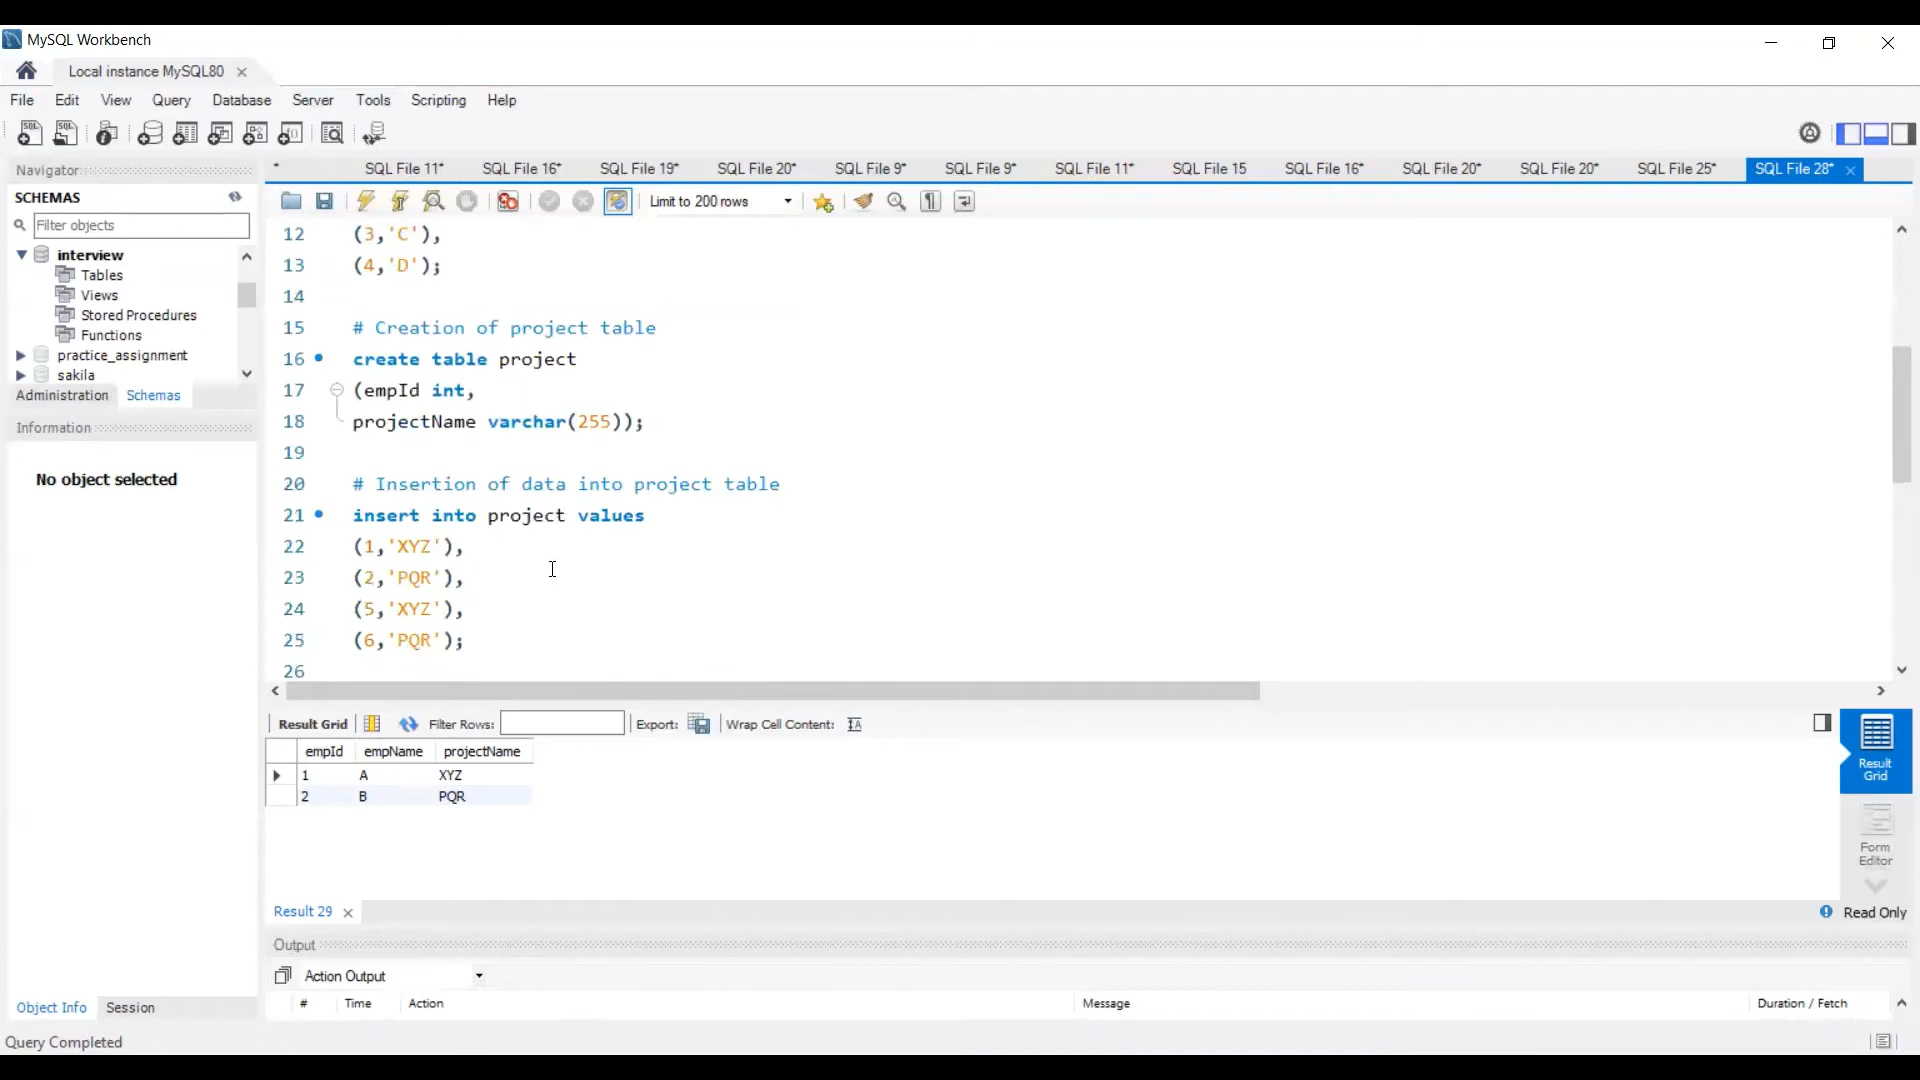 MySQL Workbench
Local instance MySQL80
File Edit View Query Database Server Tools Scripting Help
Navigator
SCHEMAS
Filter objects
interview
Tables
Views
Stored Procedures
Functions
practice_assignment
sakila
Administration Schemas
Information
No object selected
Object Info Session
Query Completed
* SQL File 11* SQL File 16* SQL File 19* SQL File 20* SQL File 9* SQL File 9* SQL File 11* SQL File 15 SQL File 16* SQL File 20* SQL File 20* SQL File 25* SQL File 28*
Limit to 200 rows
12 (3,'C'),
13 (4,'D');
14
15 # Creation of project table
16 create table project
17 (empId int,
18 projectName varchar(255));
19
20 # Insertion of data into project table
21 insert into project values
22 (1,'XYZ'),
23 (2,'PQR'),
24 (5,'XYZ'),
25 (6,'PQR');
26
Result Grid Filter Rows: Export: Wrap Cell Content:
empId empName projectName
1 A XYZ
2 B PQR
Result Grid
Form Editor
Result 29
Read Only
Output
Action Output
# Time Action Message Duration / Fetch